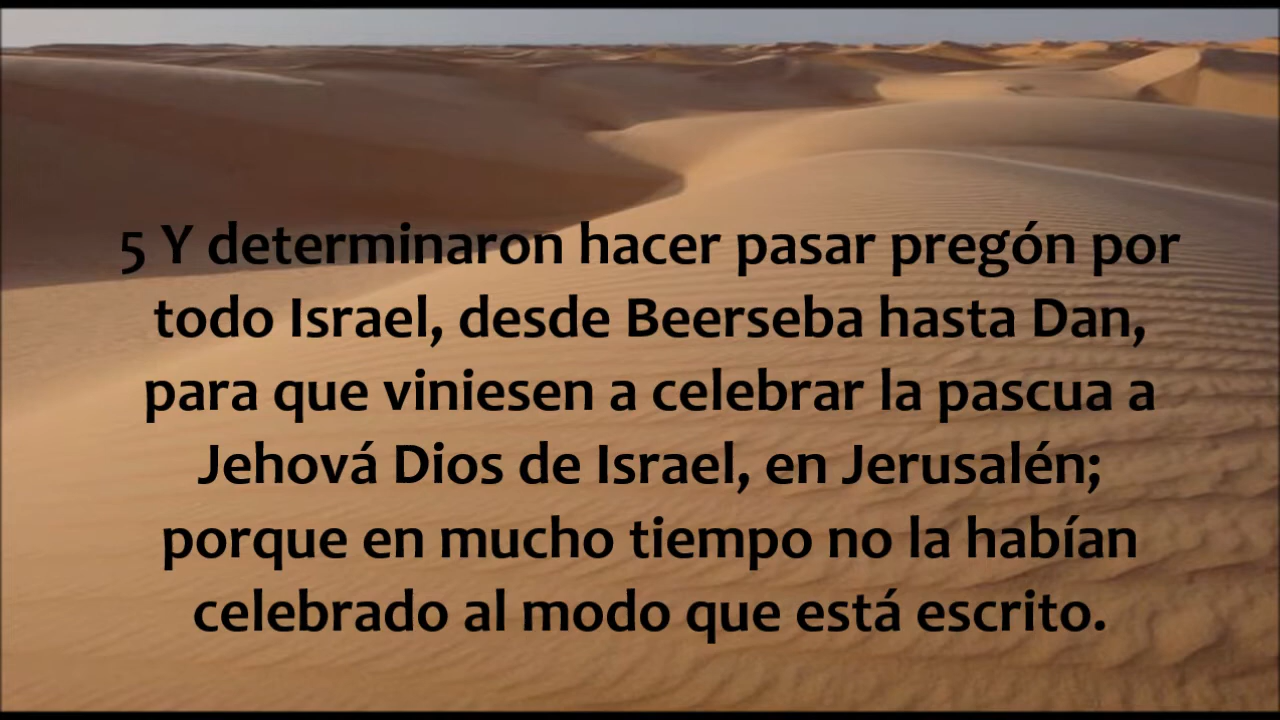 5 Y determinaron hacer pasar pregón por
todo Israel, desde Beerseba hasta Dan,
para que viniesen a celebrar la pascua a
Jehová Dios de Israel, en Jerusalén;
porque en mucho tiempo no la habían
celebrado al modo que está escrito.